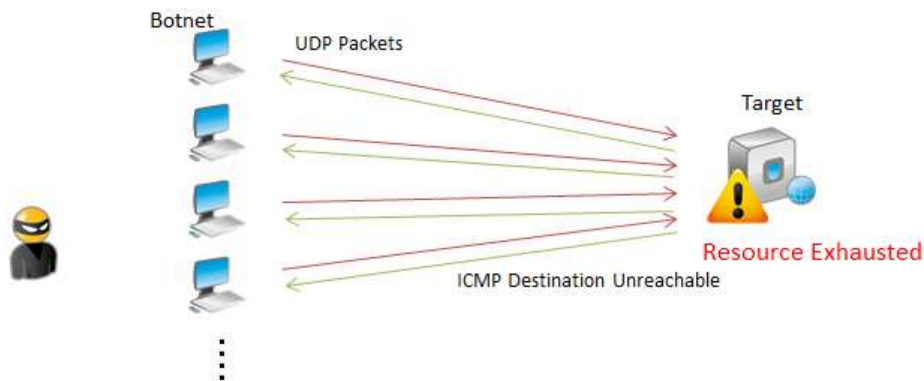 Botnet
UDP Packets
Target
Resource Exhausted
ICMP Destination Unreachable